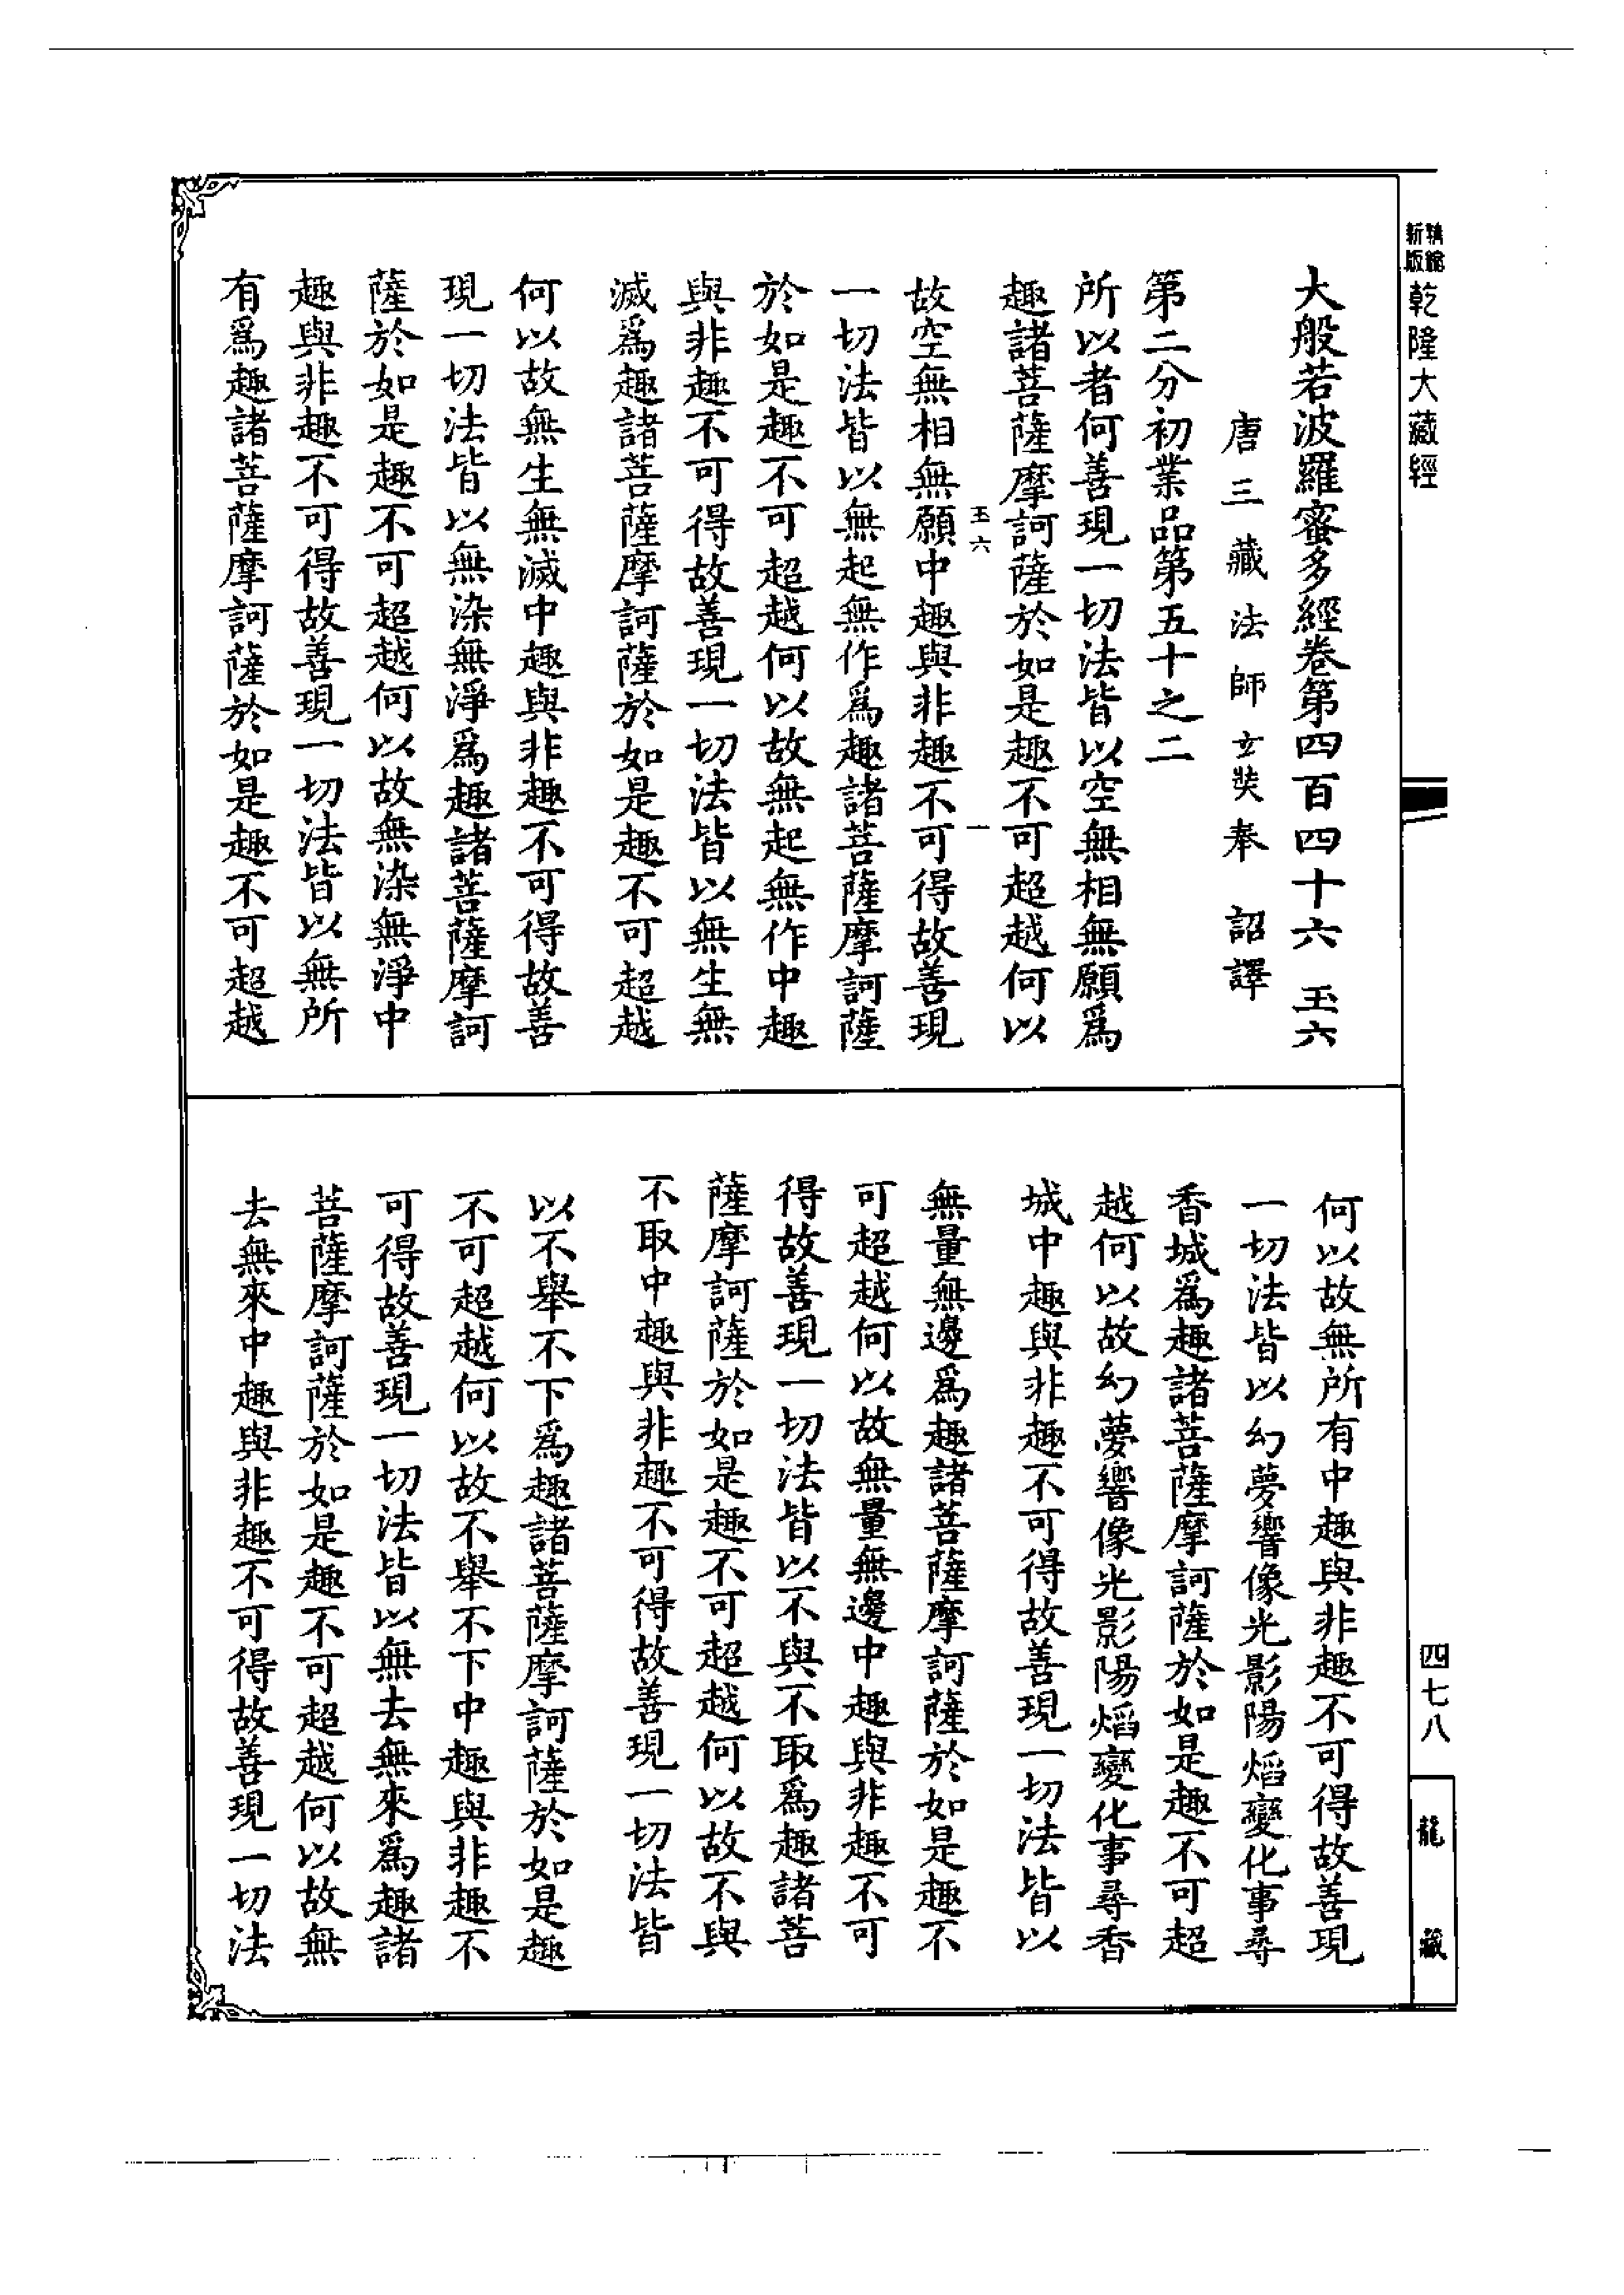 大般若波羅蜜多經卷第四百四十六　玉六
唐三藏法師玄奘奉　詔譯
第二分初業品第五十之二
所以者何善現一切法皆以空無相無願爲
趣諸菩薩摩訶薩於如是趣不可超越何以
玉六　一
故空無相無願中趣與非趣不可得故善現
一切法皆以無起無作爲趣諸菩薩摩訶薩
於如是趣不可超越何以故無起無作中趣
與非趣不可得故善現一切法皆以無生無
滅爲趣諸菩薩摩訶薩於如是趣不可超越
何以故無生無滅中趣與非趣不可得故善
現一切法皆以無染無淨爲趣諸菩薩摩訶
薩於如是趣不可超越何以故無染無淨中
趣與非趣不可得故善現一切法皆以無所
有爲趣諸菩薩摩訶薩於如是趣不可超越
何以故無所有中趣與非趣不可得故善現
一切法皆以幻夢響像光影陽焰變化事尋
香城爲趣諸菩薩摩訶薩於如是趣不可超
越何以故幻夢響像光影陽焰變化事尋香
城中趣與非趣不可得故善現一切法皆以
無量無邊爲趣諸菩薩摩訶薩於如是趣不
可超越何以故無量無邊中趣與非趣不可
得故善現一切法皆以不與不取爲趣諸菩
薩摩訶薩於如是趣不可超越何以故不與
不取中趣與非趣不可得故善現一切法皆
以不舉不下爲趣諸菩薩摩訶薩於如是趣
不可超越何以故不舉不下中趣與非趣不
可得故善現一切法皆以無去無來爲趣諸
菩薩摩訶薩於如是趣不可超越何以故無
去無來中趣與非趣不可得故善現一切法
新版
乾隆大藏經
四七八
龍藏